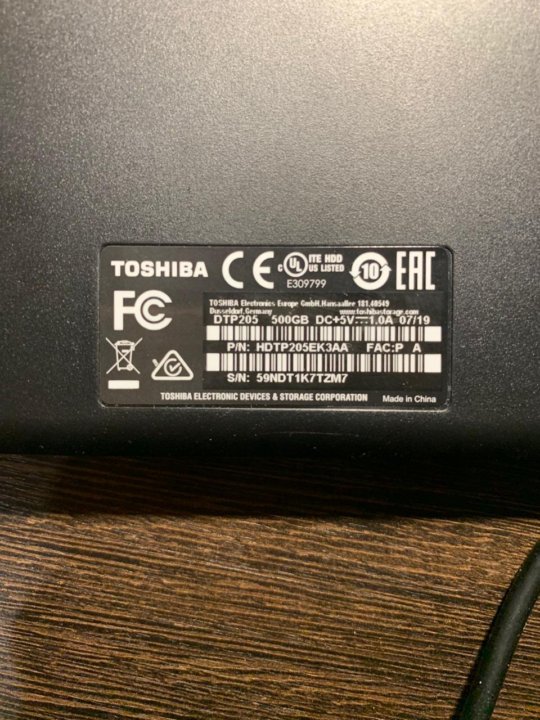 TOSHIBA CE c UL US ITE HDD LISTED E309799 10 EAC
FC
TOSHIBA Electronics Europe GmbH,Hansaallee 181,40549
Dusseldorf,Germany www.toshibastorage.com
DTP205 500GB DC+5V⎓1.0A 07/19
P/N: HDTP205EK3AA FAC:P A
S/N: 59NDT1K7TZM7
TOSHIBA ELECTRONIC DEVICES & STORAGE CORPORATION Made in China